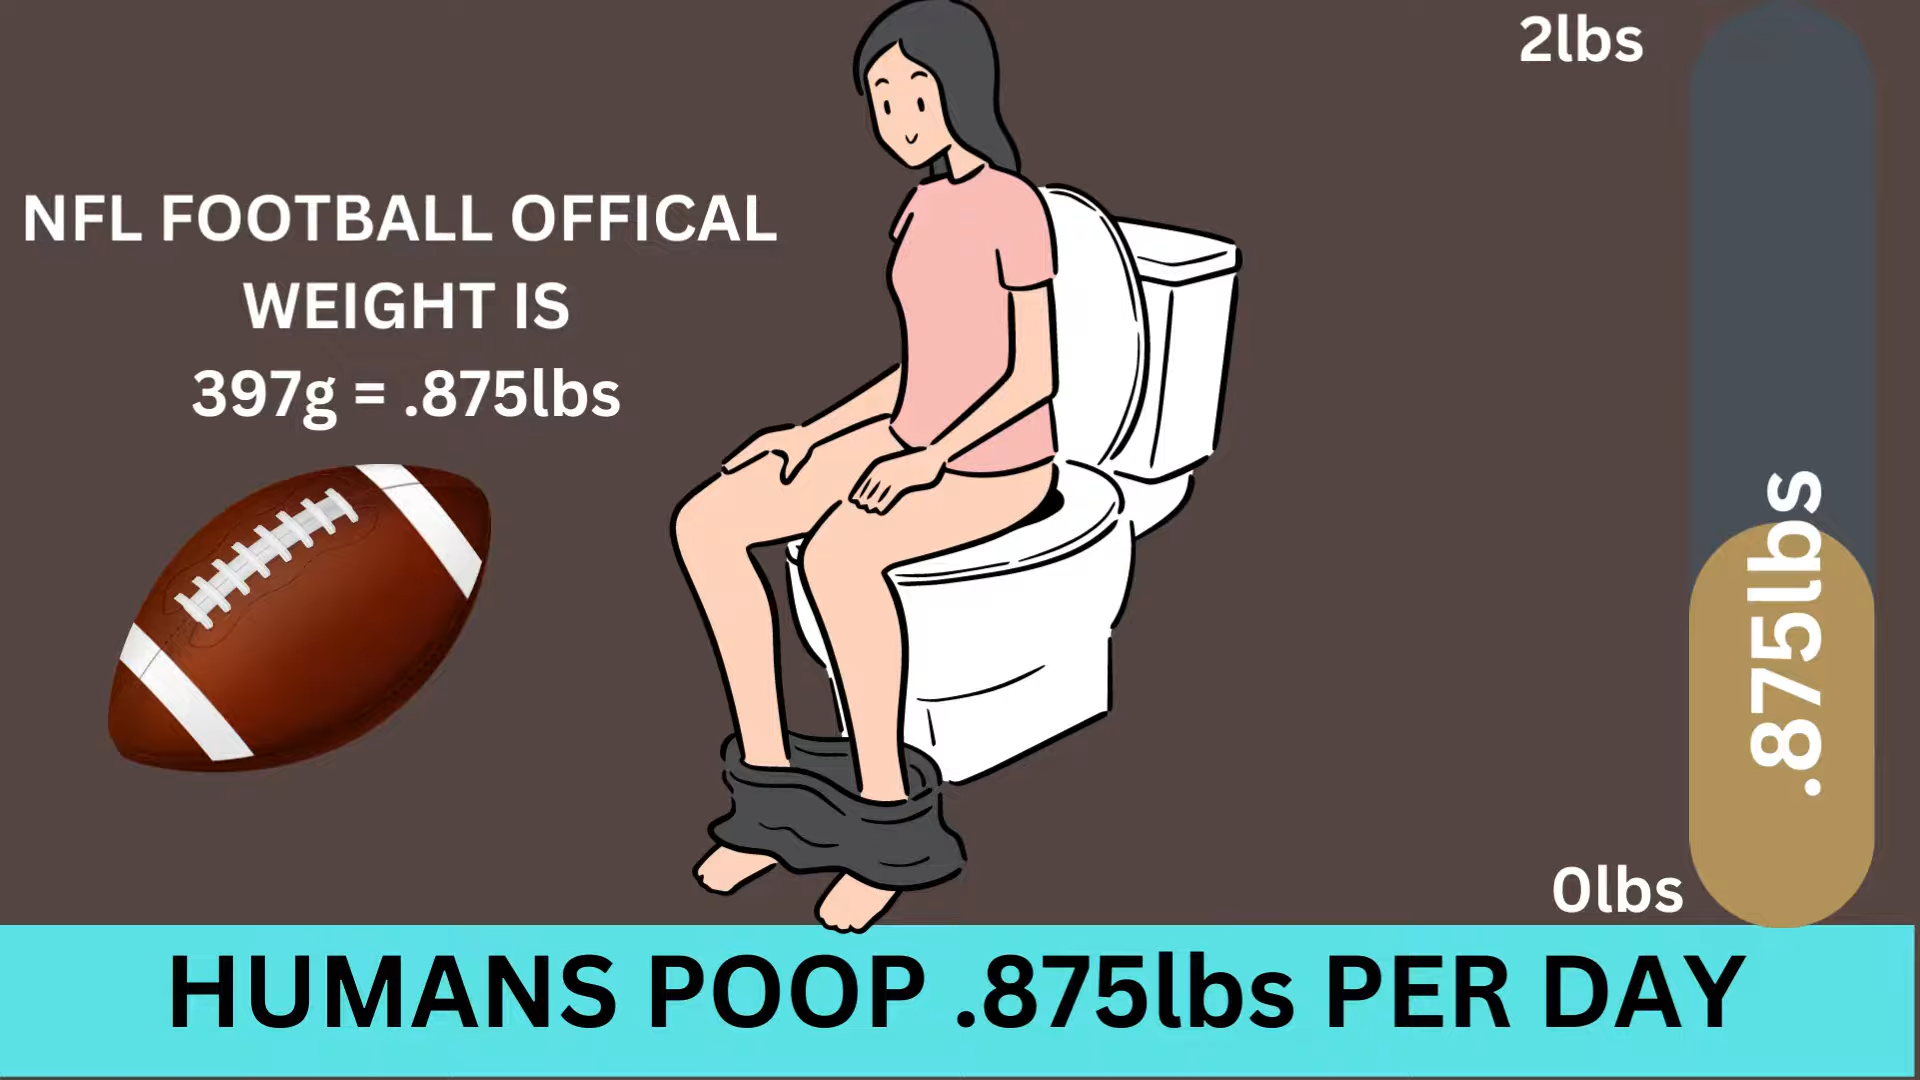 2lbs
NFL FOOTBALL OFFICAL
WEIGHT IS
397g = .875lbs
.875lbs
0lbs
HUMANS POOP .875lbs PER DAY